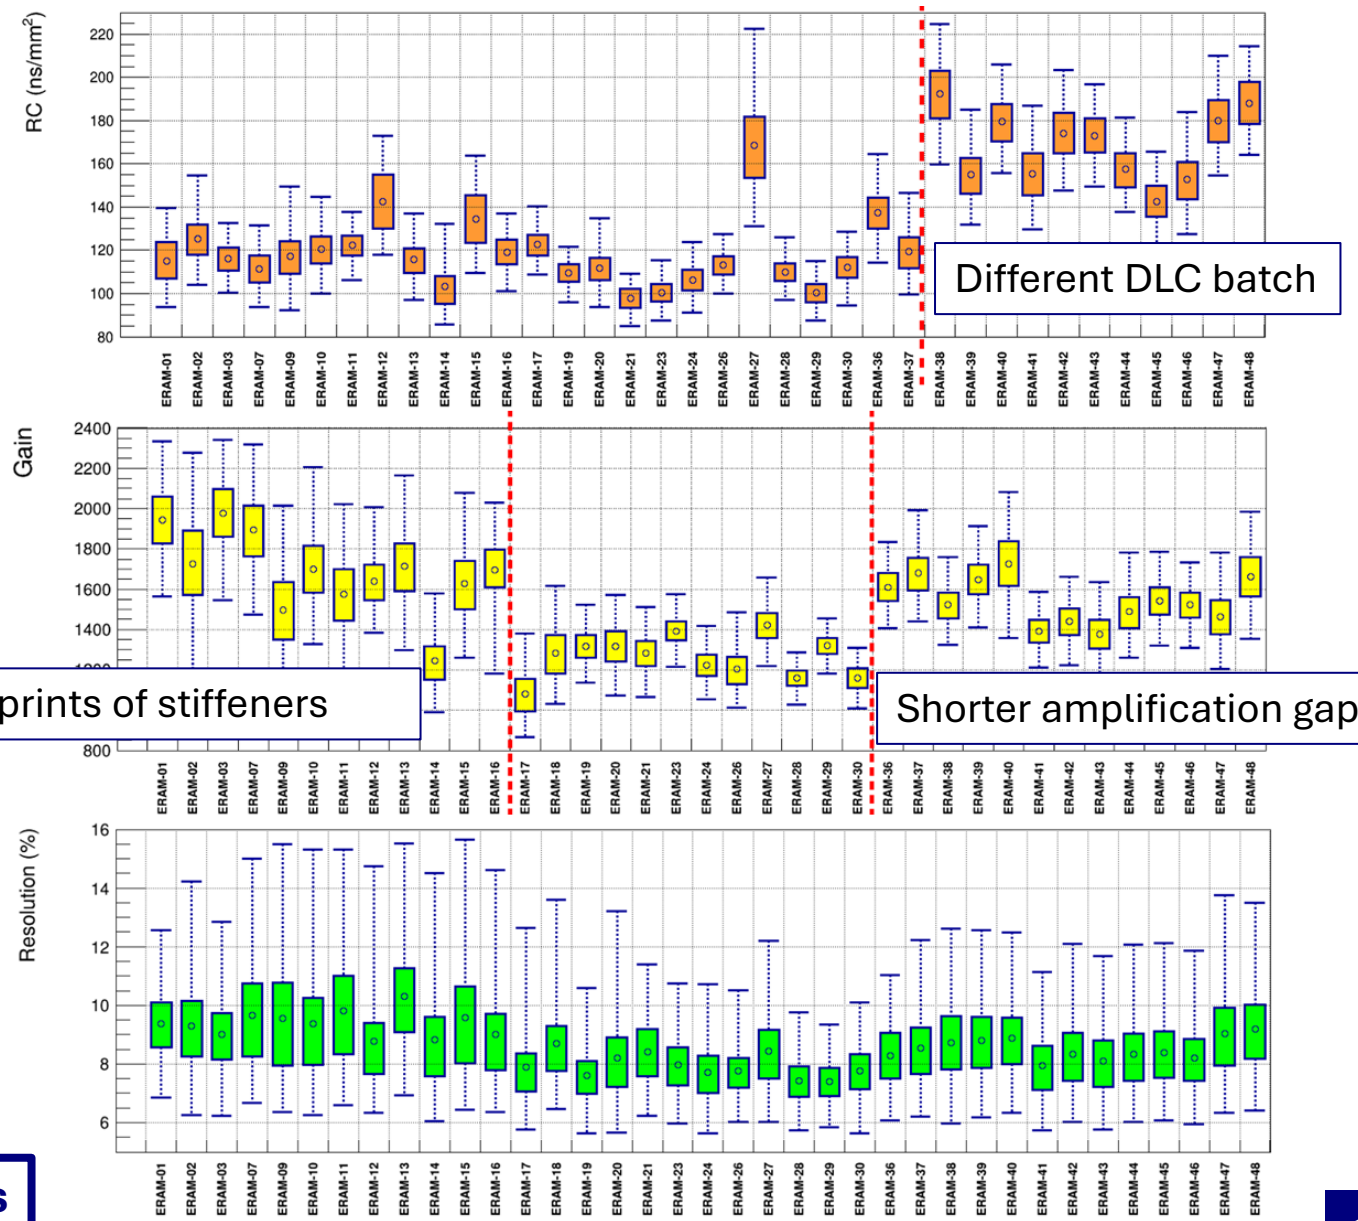 RC (ns/mm²)
220
200
180
160
140
120
100
80
Different DLC batch
ERAM-01 ERAM-02 ERAM-03 ERAM-07 ERAM-09 ERAM-10 ERAM-11 ERAM-12 ERAM-13 ERAM-14 ERAM-15 ERAM-16 ERAM-17 ERAM-19 ERAM-20 ERAM-21 ERAM-23 ERAM-24 ERAM-26 ERAM-27 ERAM-28 ERAM-29 ERAM-30 ERAM-36 ERAM-37 ERAM-38 ERAM-39 ERAM-40 ERAM-41 ERAM-42 ERAM-43 ERAM-44 ERAM-45 ERAM-46 ERAM-47 ERAM-48
Gain
2400
2200
2000
1800
1600
1400
prints of stiffeners
Shorter amplification gap
800
ERAM-01 ERAM-02 ERAM-03 ERAM-07 ERAM-09 ERAM-10 ERAM-11 ERAM-12 ERAM-13 ERAM-14 ERAM-15 ERAM-16 ERAM-17 ERAM-18 ERAM-19 ERAM-20 ERAM-21 ERAM-23 ERAM-24 ERAM-26 ERAM-27 ERAM-28 ERAM-29 ERAM-30 ERAM-36 ERAM-37 ERAM-38 ERAM-39 ERAM-40 ERAM-41 ERAM-42 ERAM-43 ERAM-44 ERAM-45 ERAM-46 ERAM-47 ERAM-48
Resolution (%)
16
14
12
10
8
6
ERAM-01 ERAM-02 ERAM-03 ERAM-07 ERAM-09 ERAM-10 ERAM-11 ERAM-12 ERAM-13 ERAM-14 ERAM-15 ERAM-16 ERAM-17 ERAM-18 ERAM-19 ERAM-20 ERAM-21 ERAM-23 ERAM-24 ERAM-26 ERAM-27 ERAM-28 ERAM-29 ERAM-30 ERAM-36 ERAM-37 ERAM-38 ERAM-39 ERAM-40 ERAM-41 ERAM-42 ERAM-43 ERAM-44 ERAM-45 ERAM-46 ERAM-47 ERAM-48
s